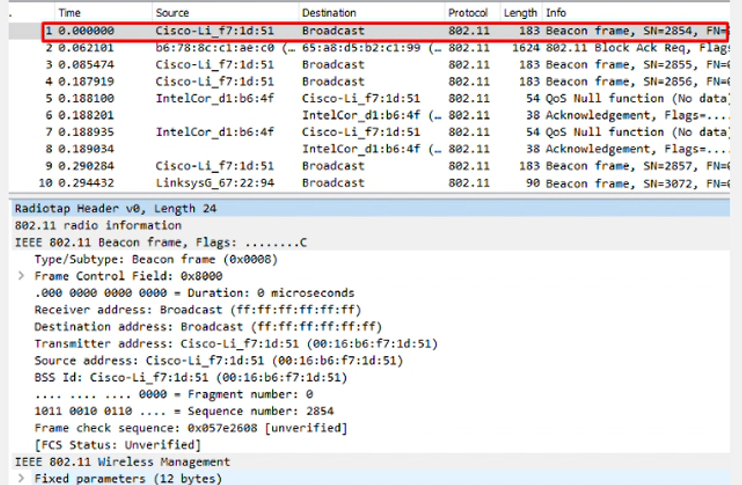 Time Source Destination Protocol Length Info
1 0.000000 Cisco-Li_f7:1d:51 Broadcast 802.11 183 Beacon frame, SN=2854, FN=
2 0.062101 b6:78:8c:c1:ae:c0 (… 65:a8:d5:b2:c1:99 (… 802.11 1624 802.11 Block Ack Req, Flags
3 0.085474 Cisco-Li_f7:1d:51 Broadcast 802.11 183 Beacon frame, SN=2855, FN=
4 0.187919 Cisco-Li_f7:1d:51 Broadcast 802.11 183 Beacon frame, SN=2856, FN=
5 0.188100 IntelCor_d1:b6:4f Cisco-Li_f7:1d:51 802.11 54 QoS Null function (No data)
6 0.188201 IntelCor_d1:b6:4f (… 802.11 38 Acknowledgement, Flags=....
7 0.188935 IntelCor_d1:b6:4f Cisco-Li_f7:1d:51 802.11 54 QoS Null function (No data)
8 0.189034 IntelCor_d1:b6:4f (… 802.11 38 Acknowledgement, Flags=....
9 0.290284 Cisco-Li_f7:1d:51 Broadcast 802.11 183 Beacon frame, SN=2857, FN=
10 0.294432 LinksysG_67:22:94 Broadcast 802.11 90 Beacon frame, SN=3072, FN=
Radiotap Header v0, Length 24
802.11 radio information
IEEE 802.11 Beacon frame, Flags: ........C
Type/Subtype: Beacon frame (0x0008)
Frame Control Field: 0x8000
.000 0000 0000 0000 = Duration: 0 microseconds
Receiver address: Broadcast (ff:ff:ff:ff:ff:ff)
Destination address: Broadcast (ff:ff:ff:ff:ff:ff)
Transmitter address: Cisco-Li_f7:1d:51 (00:16:b6:f7:1d:51)
Source address: Cisco-Li_f7:1d:51 (00:16:b6:f7:1d:51)
BSS Id: Cisco-Li_f7:1d:51 (00:16:b6:f7:1d:51)
.... .... .... 0000 = Fragment number: 0
1011 0010 0110 .... = Sequence number: 2854
Frame check sequence: 0x057e2608 [unverified]
[FCS Status: Unverified]
IEEE 802.11 Wireless Management
Fixed parameters (12 bytes)